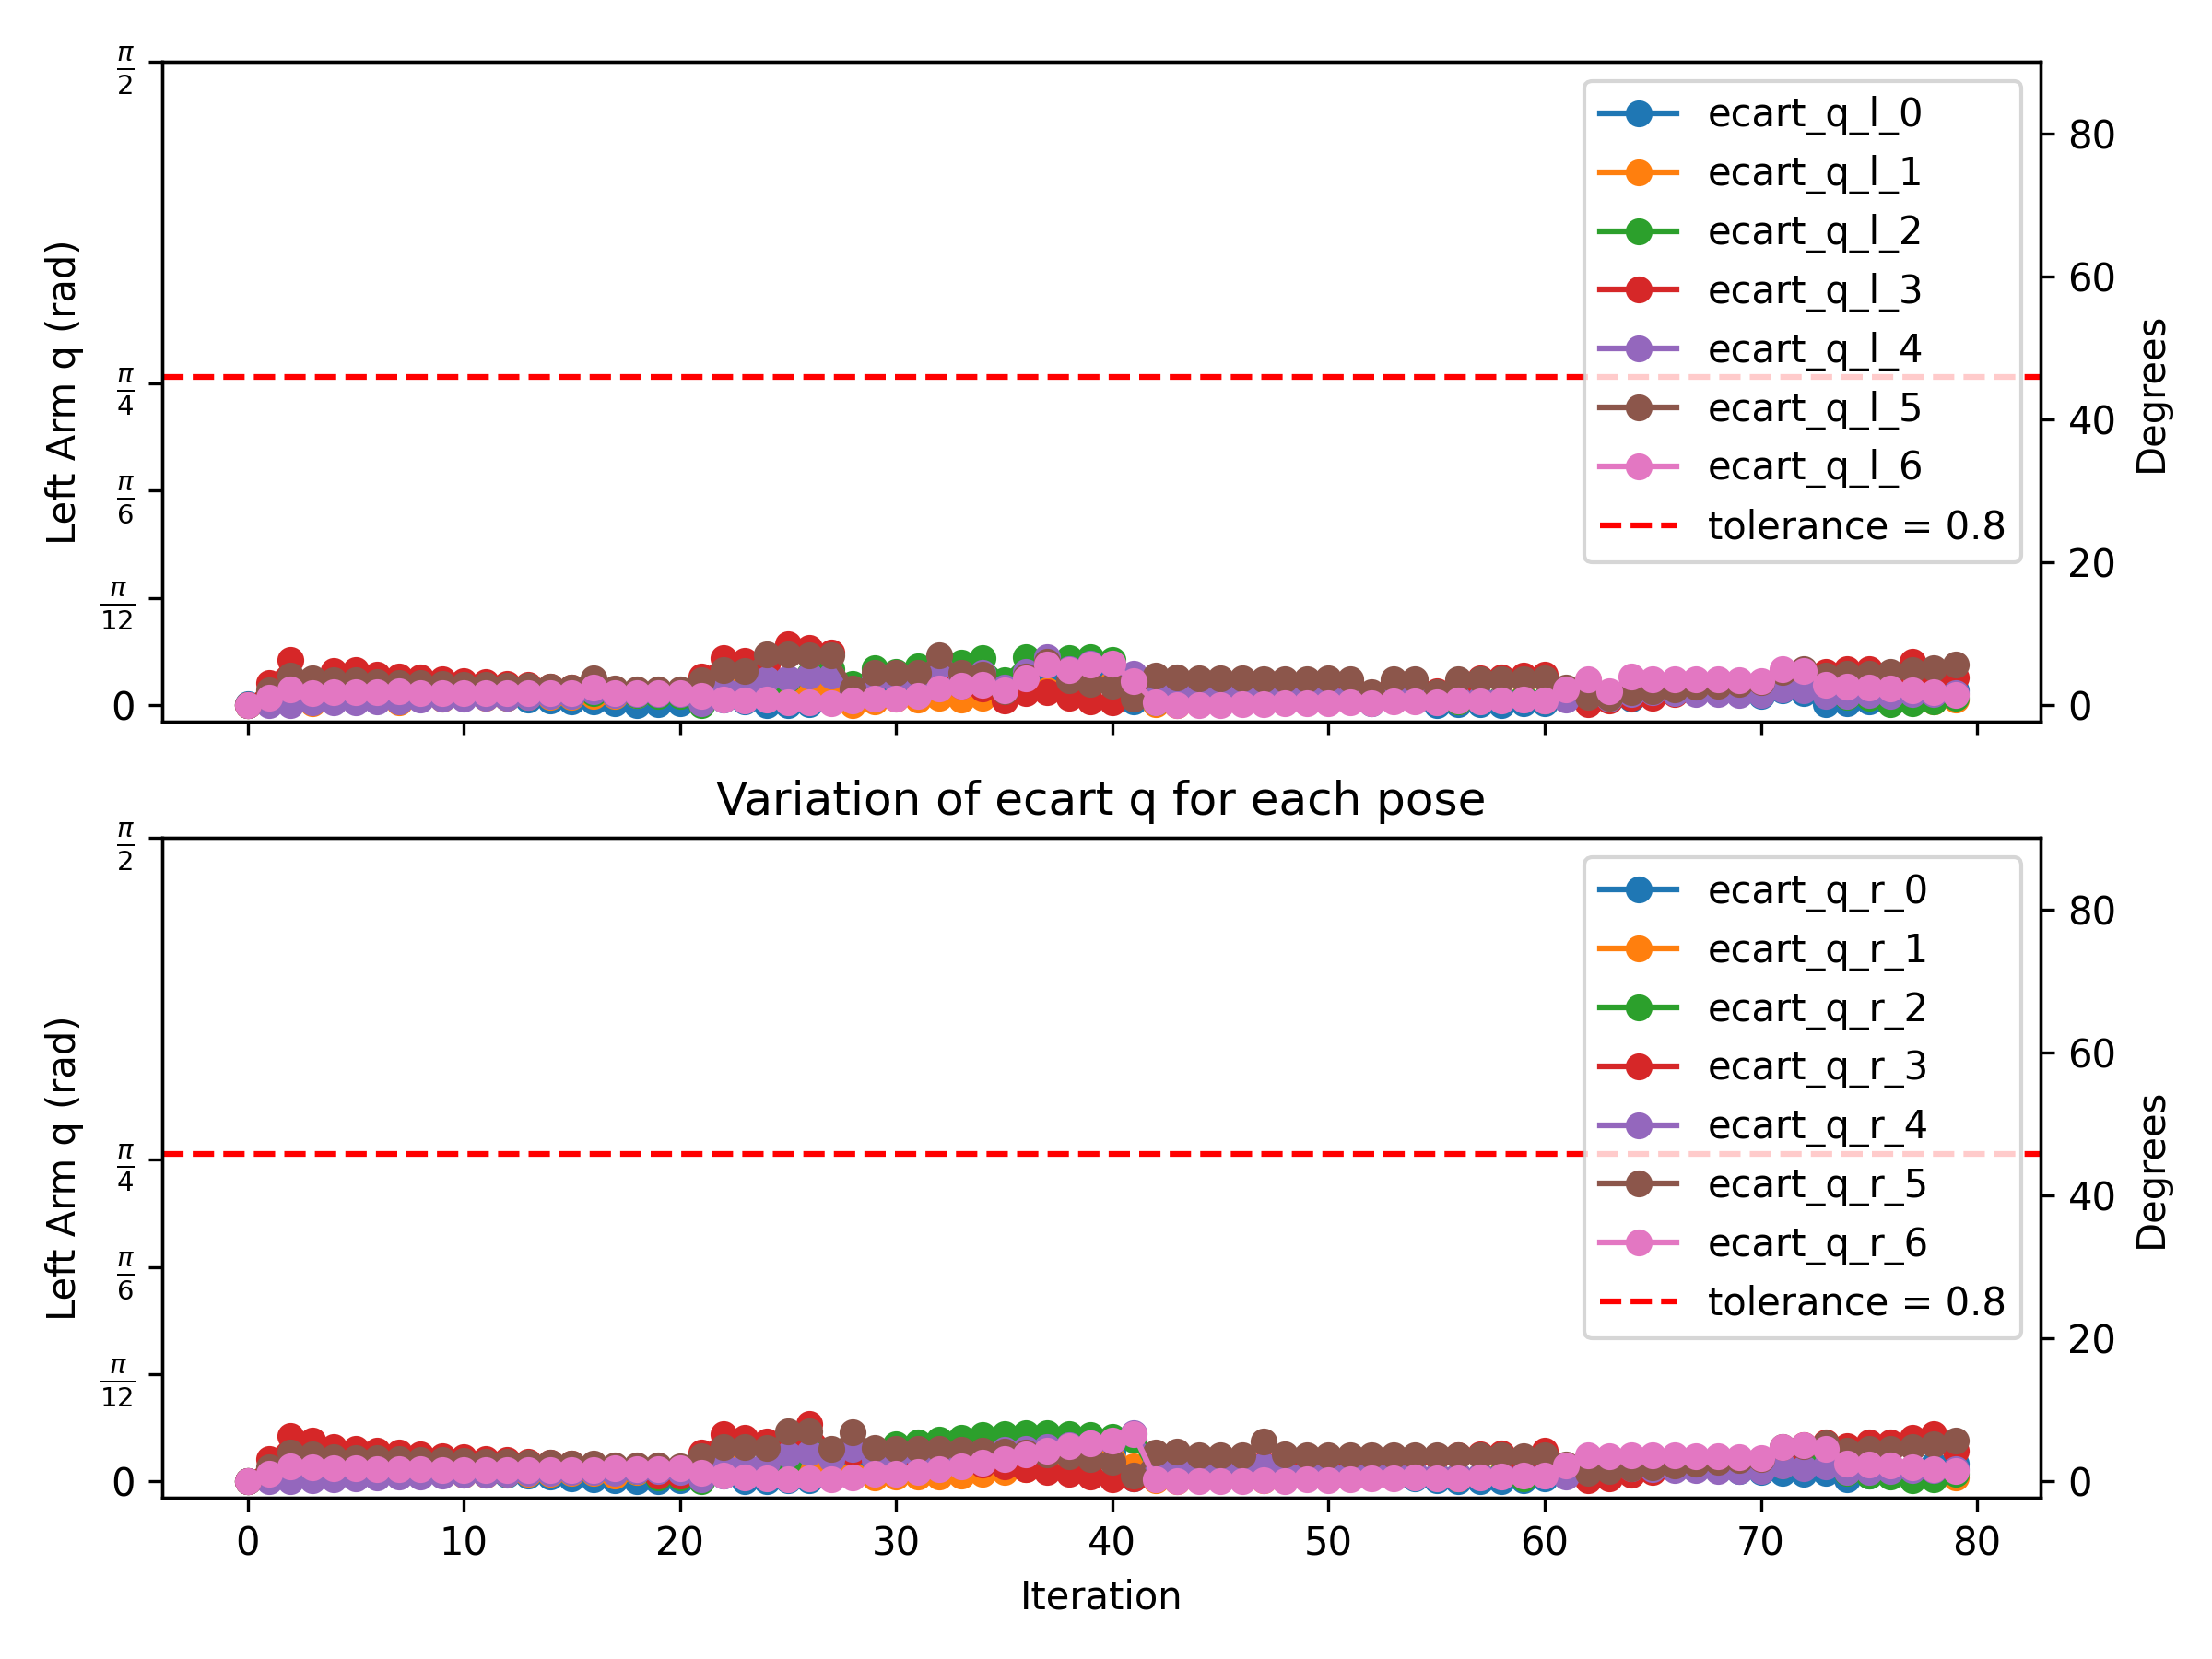 π/2
π/4
π/6
π/12
0
Left Arm q (rad)
80
60
40
20
0
Degrees
ecart_q_l_0
ecart_q_l_1
ecart_q_l_2
ecart_q_l_3
ecart_q_l_4
ecart_q_l_5
ecart_q_l_6
tolerance = 0.8
Variation of ecart q for each pose
π/2
π/4
π/6
π/12
0
Left Arm q (rad)
80
60
40
20
0
Degrees
ecart_q_r_0
ecart_q_r_1
ecart_q_r_2
ecart_q_r_3
ecart_q_r_4
ecart_q_r_5
ecart_q_r_6
tolerance = 0.8
0 10 20 30 40 50 60 70 80
Iteration